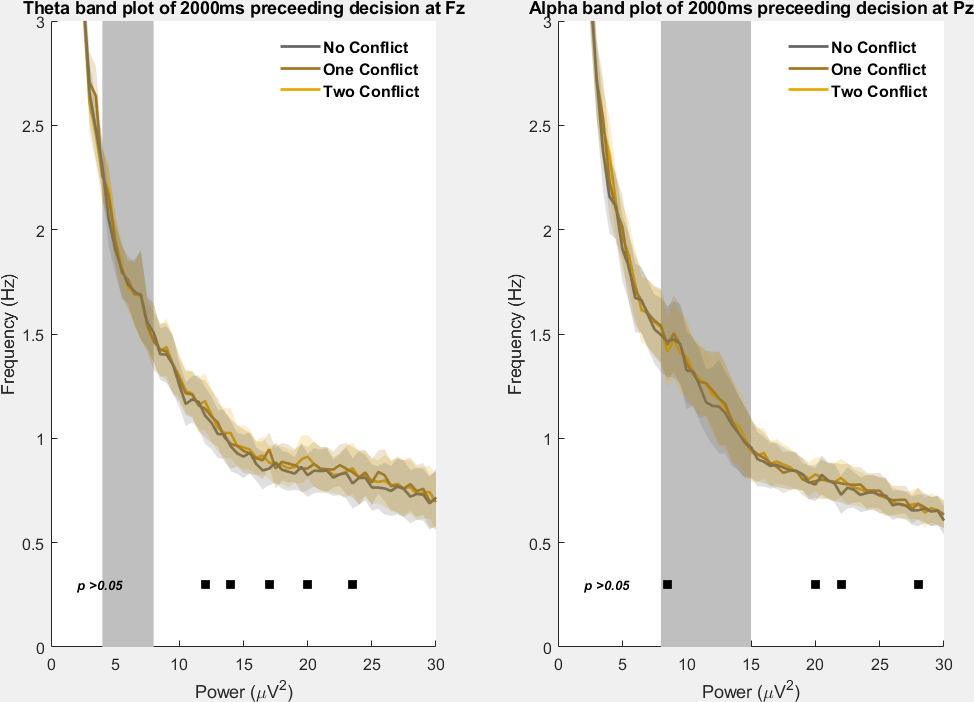 Theta band plot of 2000ms preceeding decision at Fz
3
2.5
2
1.5
1
0.5
0
Frequency (Hz)
No Conflict
One Conflict
Two Conflict
p >0.05
0 5 10 15 20 25 30
Power (μV²)
Alpha band plot of 2000ms preceeding decision at Pz
3
2.5
2
1.5
1
0.5
0
Frequency (Hz)
No Conflict
One Conflict
Two Conflict
p >0.05
0 5 10 15 20 25 30
Power (μV²)